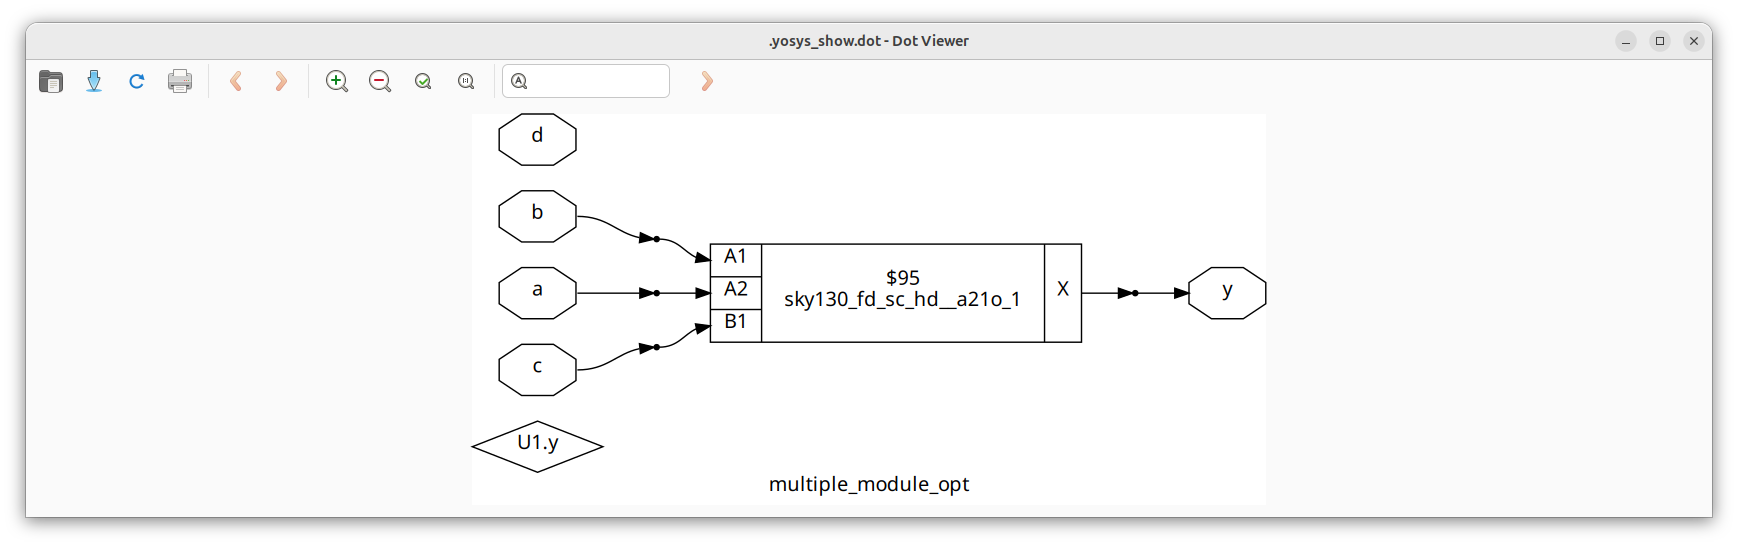 .yosys_show.dot - Dot Viewer
d
b
a
c
U1.y
A1
A2
B1
$95
sky130_fd_sc_hd__a21o_1
X
y
multiple_module_opt